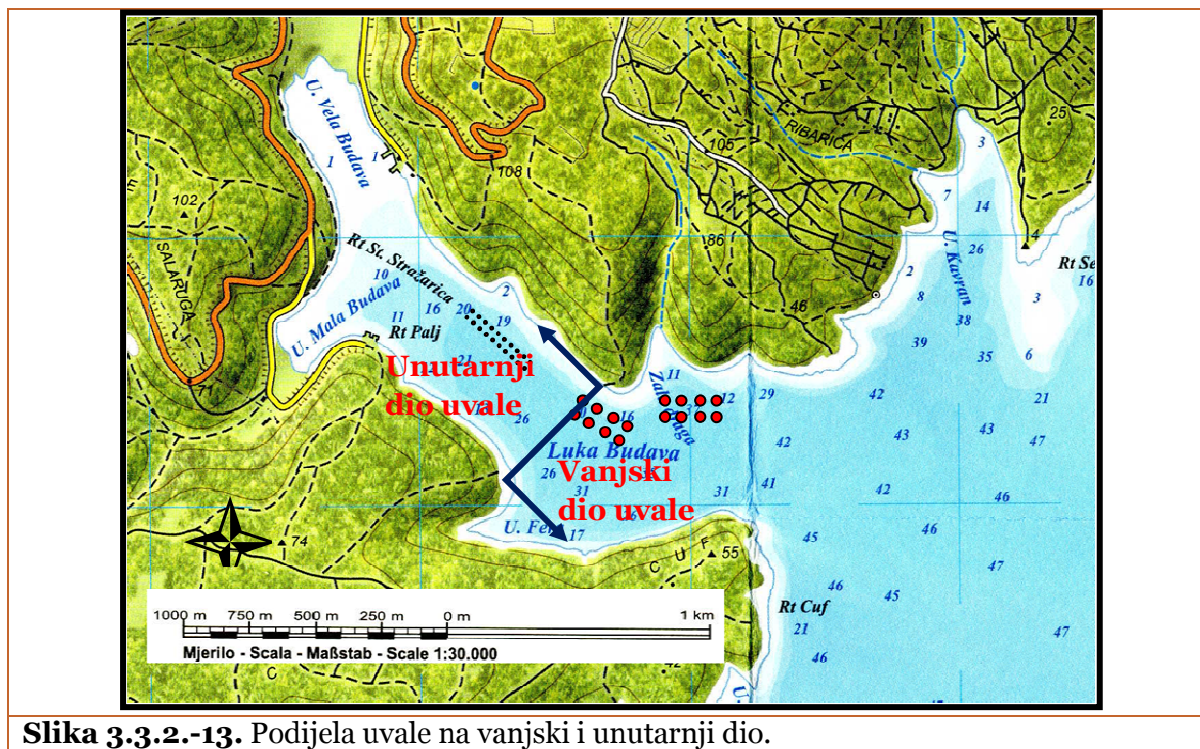 U. Vela Budava
1
1
102
SALARUGA
71
108
Rt Sv. Stražarica
10
16
20
19
2
11
U. Mala Budava
Rt Palj
21
Unutarnji
dio uvale
26
105
RIBARICA
25
86
46
3
7
14
26
U. Kavran
4
Rt Se
16
3
2
8
38
39
35
6
11
12
29
42
21
16
Luka Budava
43
43
47
42
26
Vanjski
dio uvale
31
31
41
42
46
17
U. Fe
46
45
47
74
CUF
55
46
45
Rt Cuf
21
47
46
42
C
U.
1000 m 750 m 500 m 250 m 0 m 1 km
Mjerilo - Scala - Maßstab - Scale 1:30.000
Slika 3.3.2.-13. Podijela uvale na vanjski i unutarnji dio.